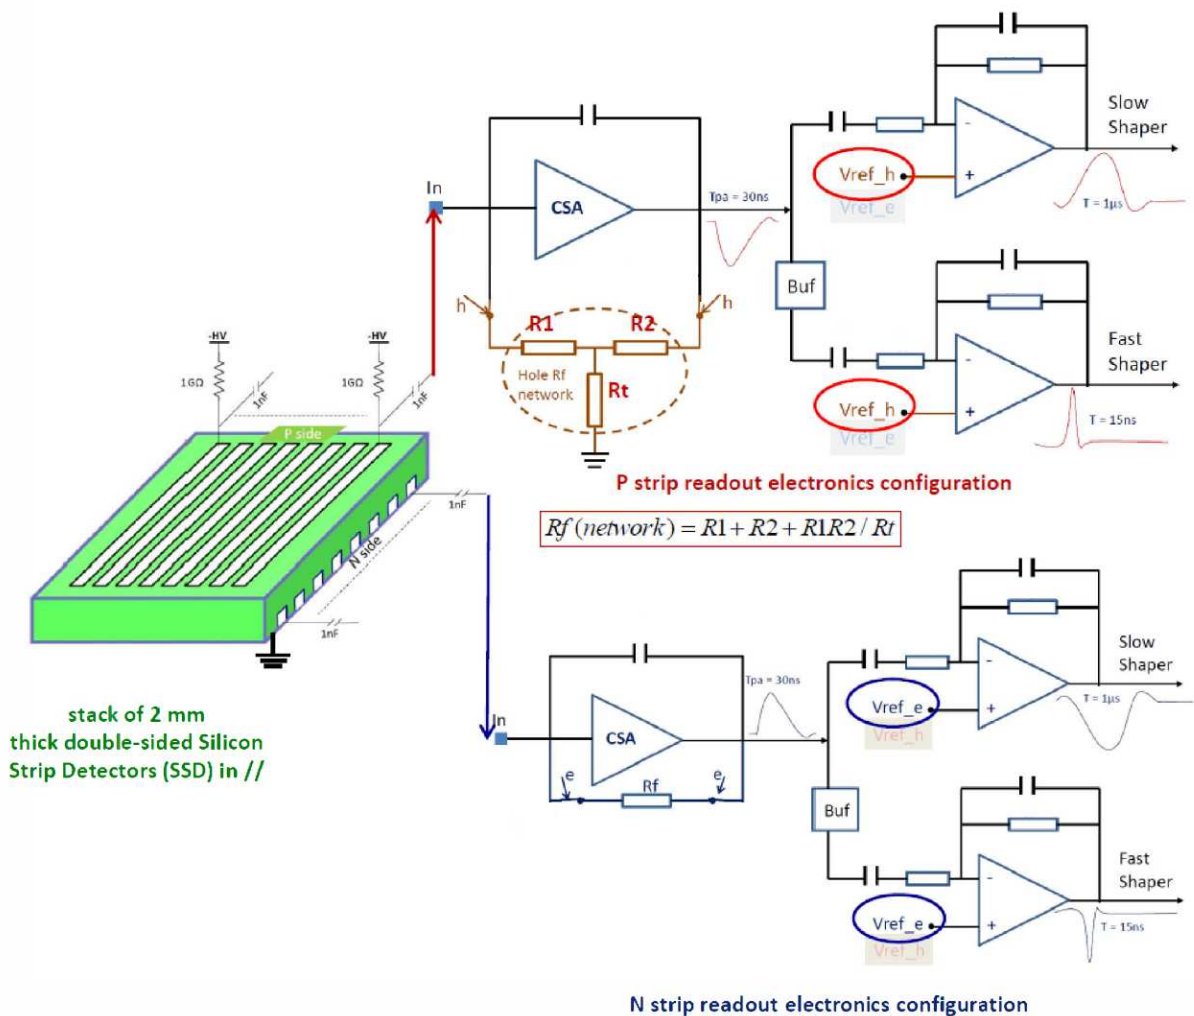 Slow
Shaper
Vref_h
Vref_e
T = 1µs
-
+
In
CSA
Tpa = 30ns
Buf
h
h
R1
R2
Hole Rf
network
Rt
Fast
Shaper
Vref_h
Vref_e
T = 15ns
-
+
-HV
-HV
1GΩ
1GΩ
1nF
1nF
P side
N side
1nF
1nF
P strip readout electronics configuration
Rf (network) = R1 + R2 + R1R2 / Rt
stack of 2 mm
thick double-sided Silicon
Strip Detectors (SSD) in //
In
CSA
Tpa = 30ns
e
Rf
e
Buf
Slow
Shaper
Vref_e
Vref_h
T = 1µs
-
+
Fast
Shaper
Vref_e
Vref_h
T = 15ns
-
+
N strip readout electronics configuration